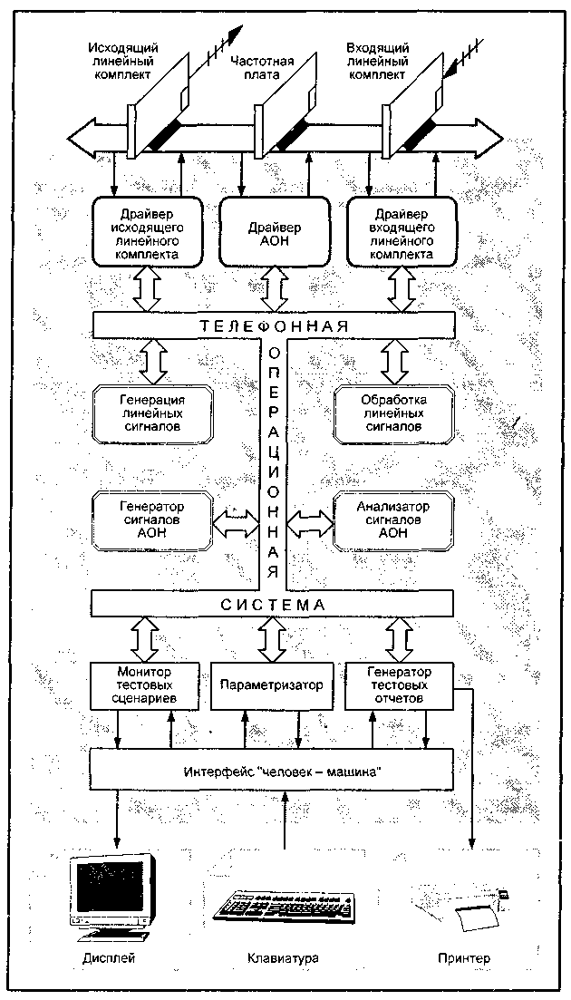 Исходящий
линейный
комплект
Частотная
плата
Входящий
линейный
комплект
Драйвер
исходящего
линейного
комплекта
Драйвер
АОН
Драйвер
входящего
линейного
комплекта
ТЕЛЕФОННАЯ
ОПЕРАЦИОННАЯ
Генерация
линейных
сигналов
Обработка
линейных
сигналов
Генератор
сигналов
АОН
Анализатор
сигналов
АОН
СИСТЕМА
Монитор
тестовых
сценариев
Параметризатор
Генератор
тестовых
отчетов
Интерфейс "человек – машина"
Дисплей
Клавиатура
Принтер